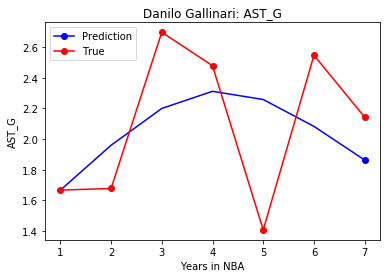 Danilo Gallinari: AST_G
Prediction
True
AST_G
2.6
2.4
2.2
2.0
1.8
1.6
1.4
1 2 3 4 5 6 7
Years in NBA